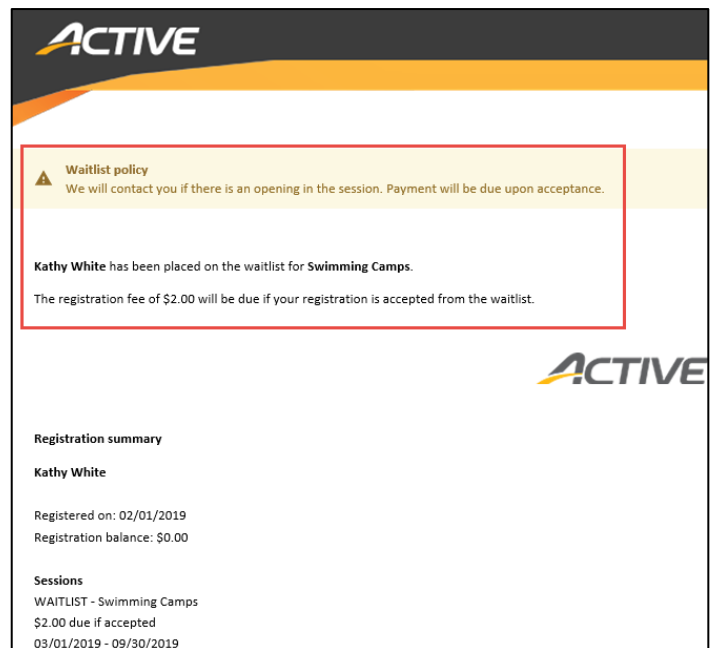 ACTIVE
Waitlist policy
We will contact you if there is an opening in the session. Payment will be due upon acceptance.
Kathy White has been placed on the waitlist for Swimming Camps.
The registration fee of $2.00 will be due if your registration is accepted from the waitlist.
ACTIVE
Registration summary
Kathy White
Registered on: 02/01/2019
Registration balance: $0.00
Sessions
WAITLIST - Swimming Camps
$2.00 due if accepted
03/01/2019 - 09/30/2019